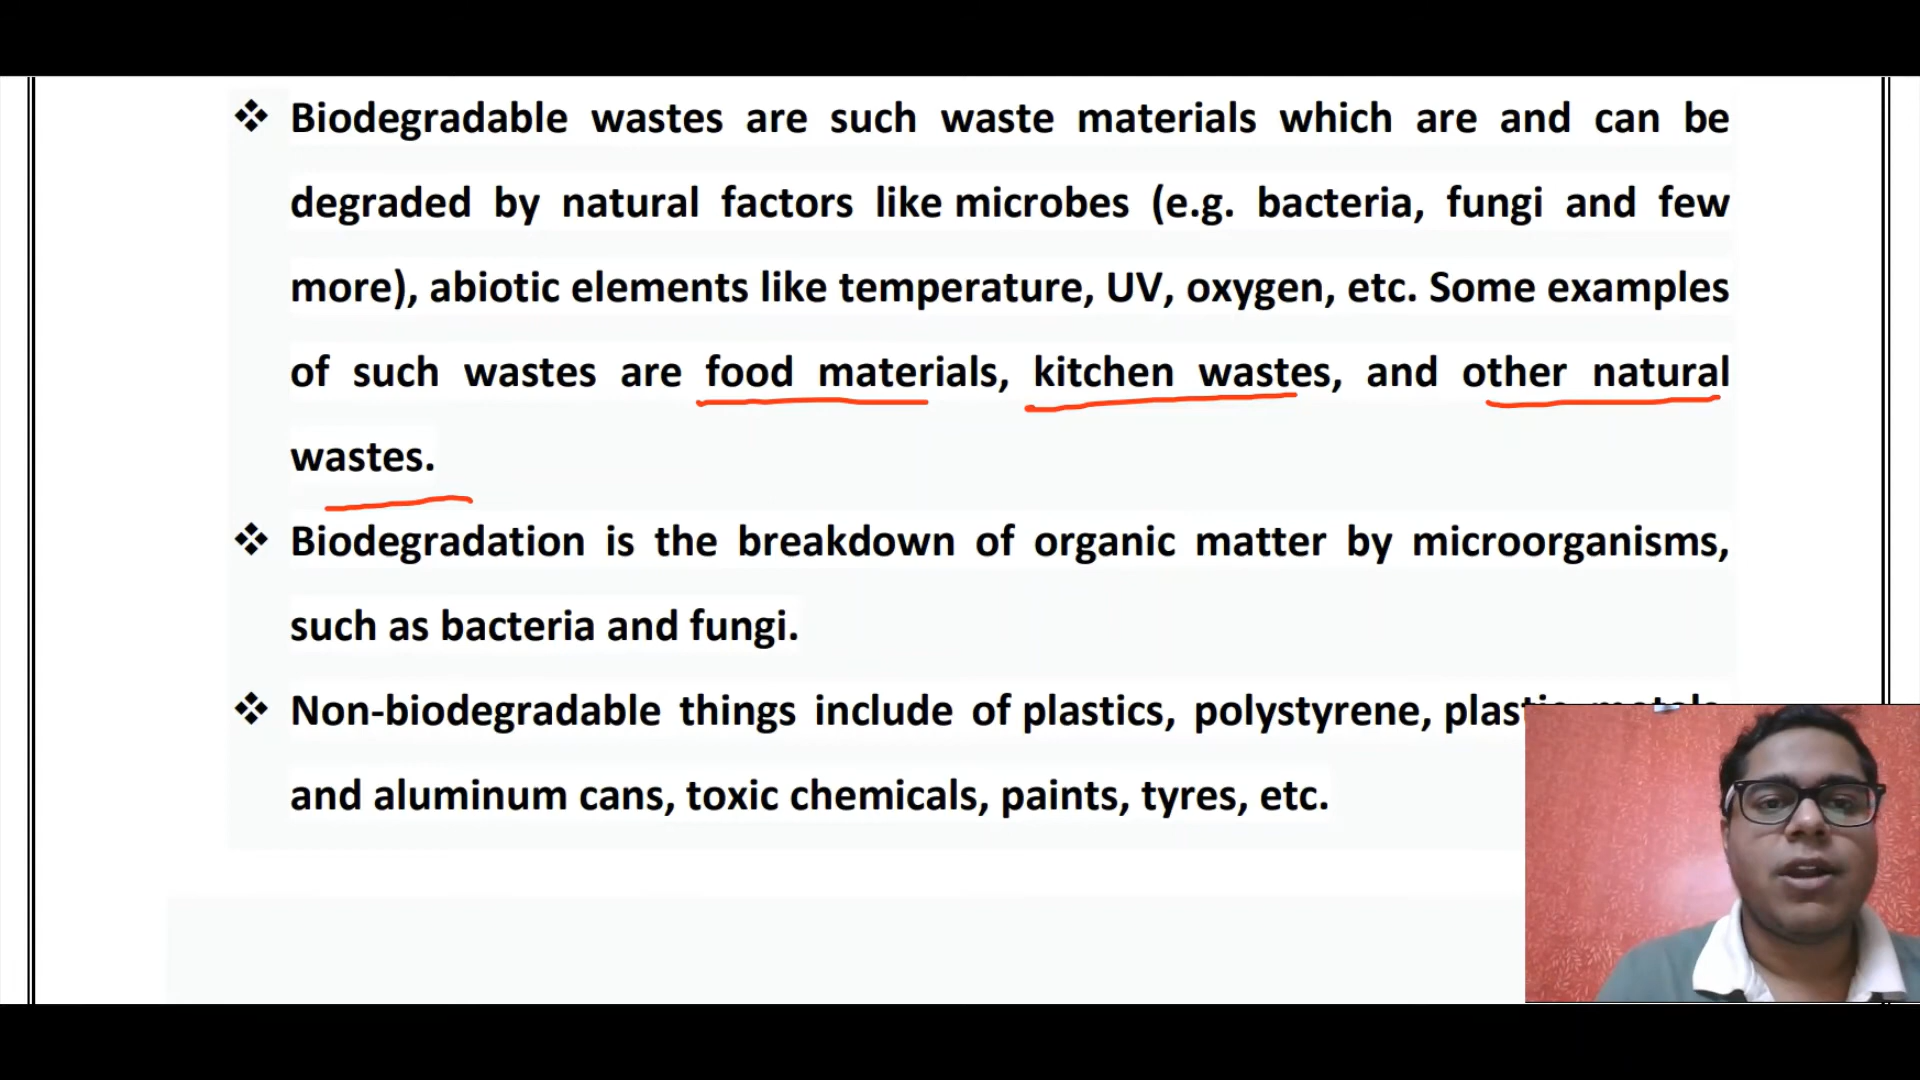 ❖ Biodegradable wastes are such waste materials which are and can be
degraded by natural factors like microbes (e.g. bacteria, fungi and few
more), abiotic elements like temperature, UV, oxygen, etc. Some examples
of such wastes are food materials, kitchen wastes, and other natural
wastes.
❖ Biodegradation is the breakdown of organic matter by microorganisms,
such as bacteria and fungi.
❖ Non-biodegradable things include of plastics, polystyrene,
and aluminum cans, toxic chemicals, paints, tyres, etc.